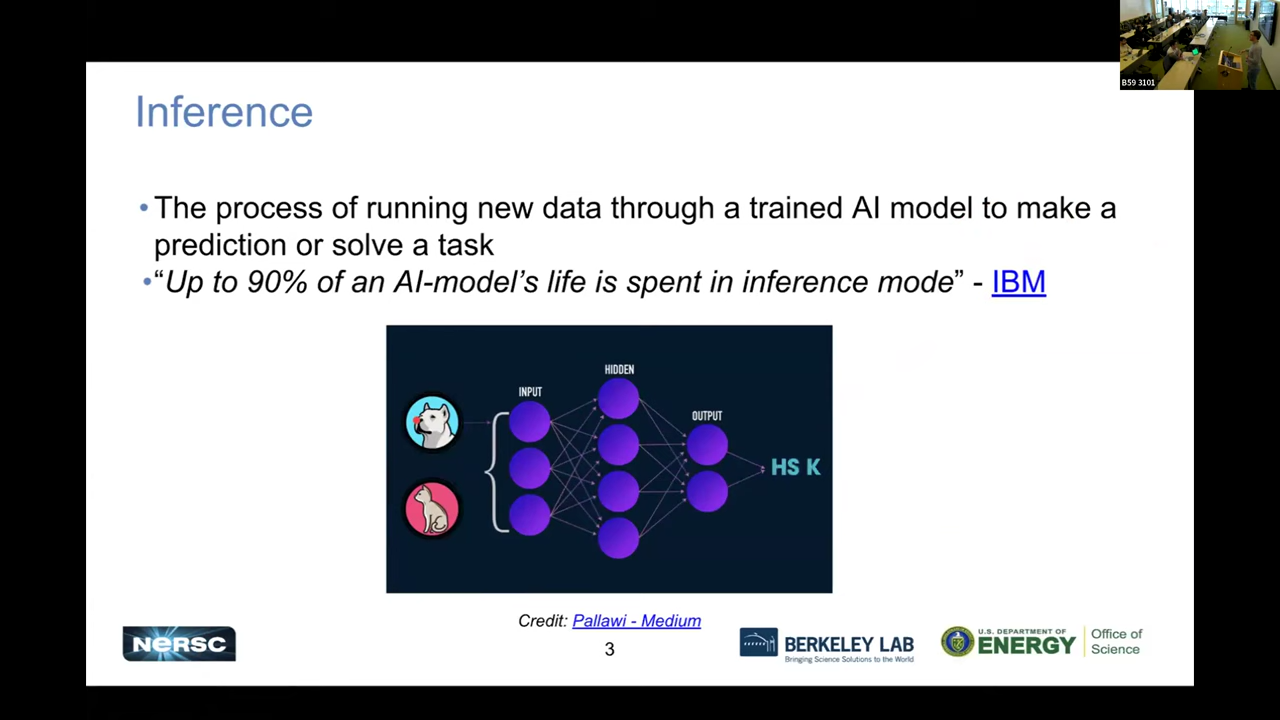 B59 3101
Inference
• The process of running new data through a trained AI model to make a
prediction or solve a task
• “Up to 90% of an AI-model’s life is spent in inference mode” - IBM
HIDDEN
INPUT
OUTPUT
HS K
Credit: Pallawi - Medium
NERSC
3
BERKELEY LAB
Bringing Science Solutions to the World
U.S. DEPARTMENT OF
ENERGY
Office of
Science